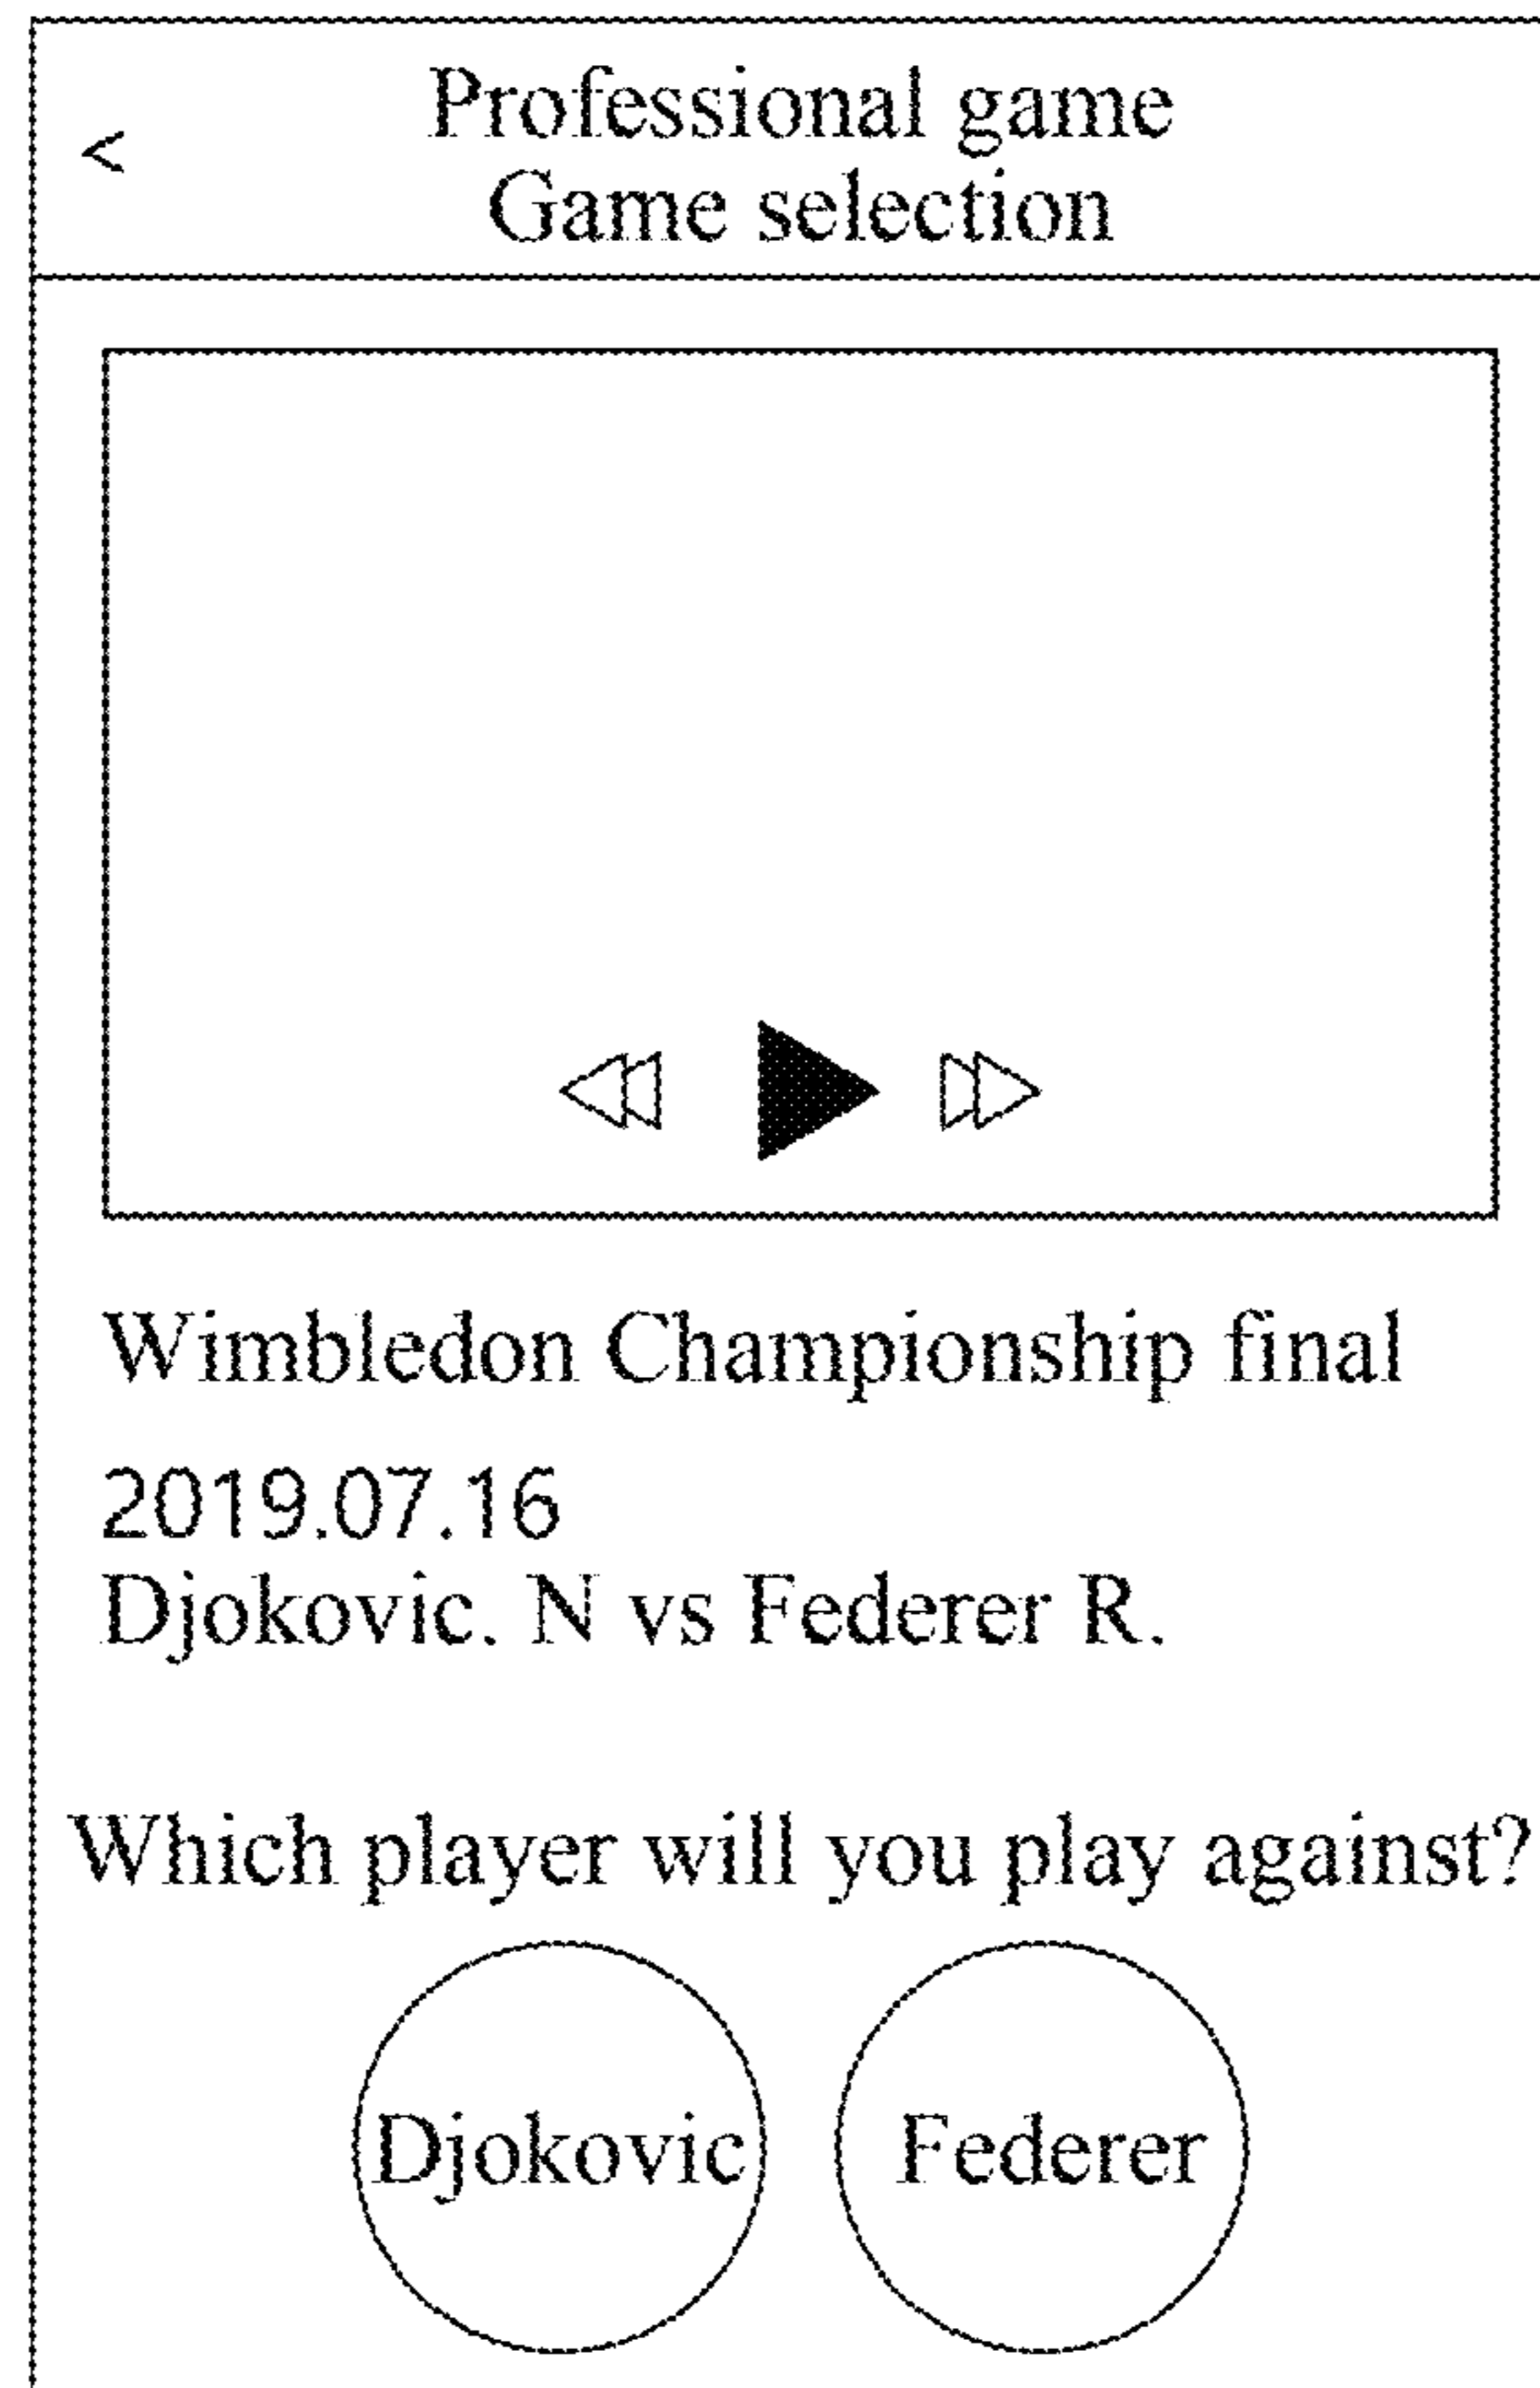 Professional game
<
Game selection
Wimbledon Championship final
2019.07.16
Djokovic. N vs Federer R.
Which player will you play against?
Djokovic Federer